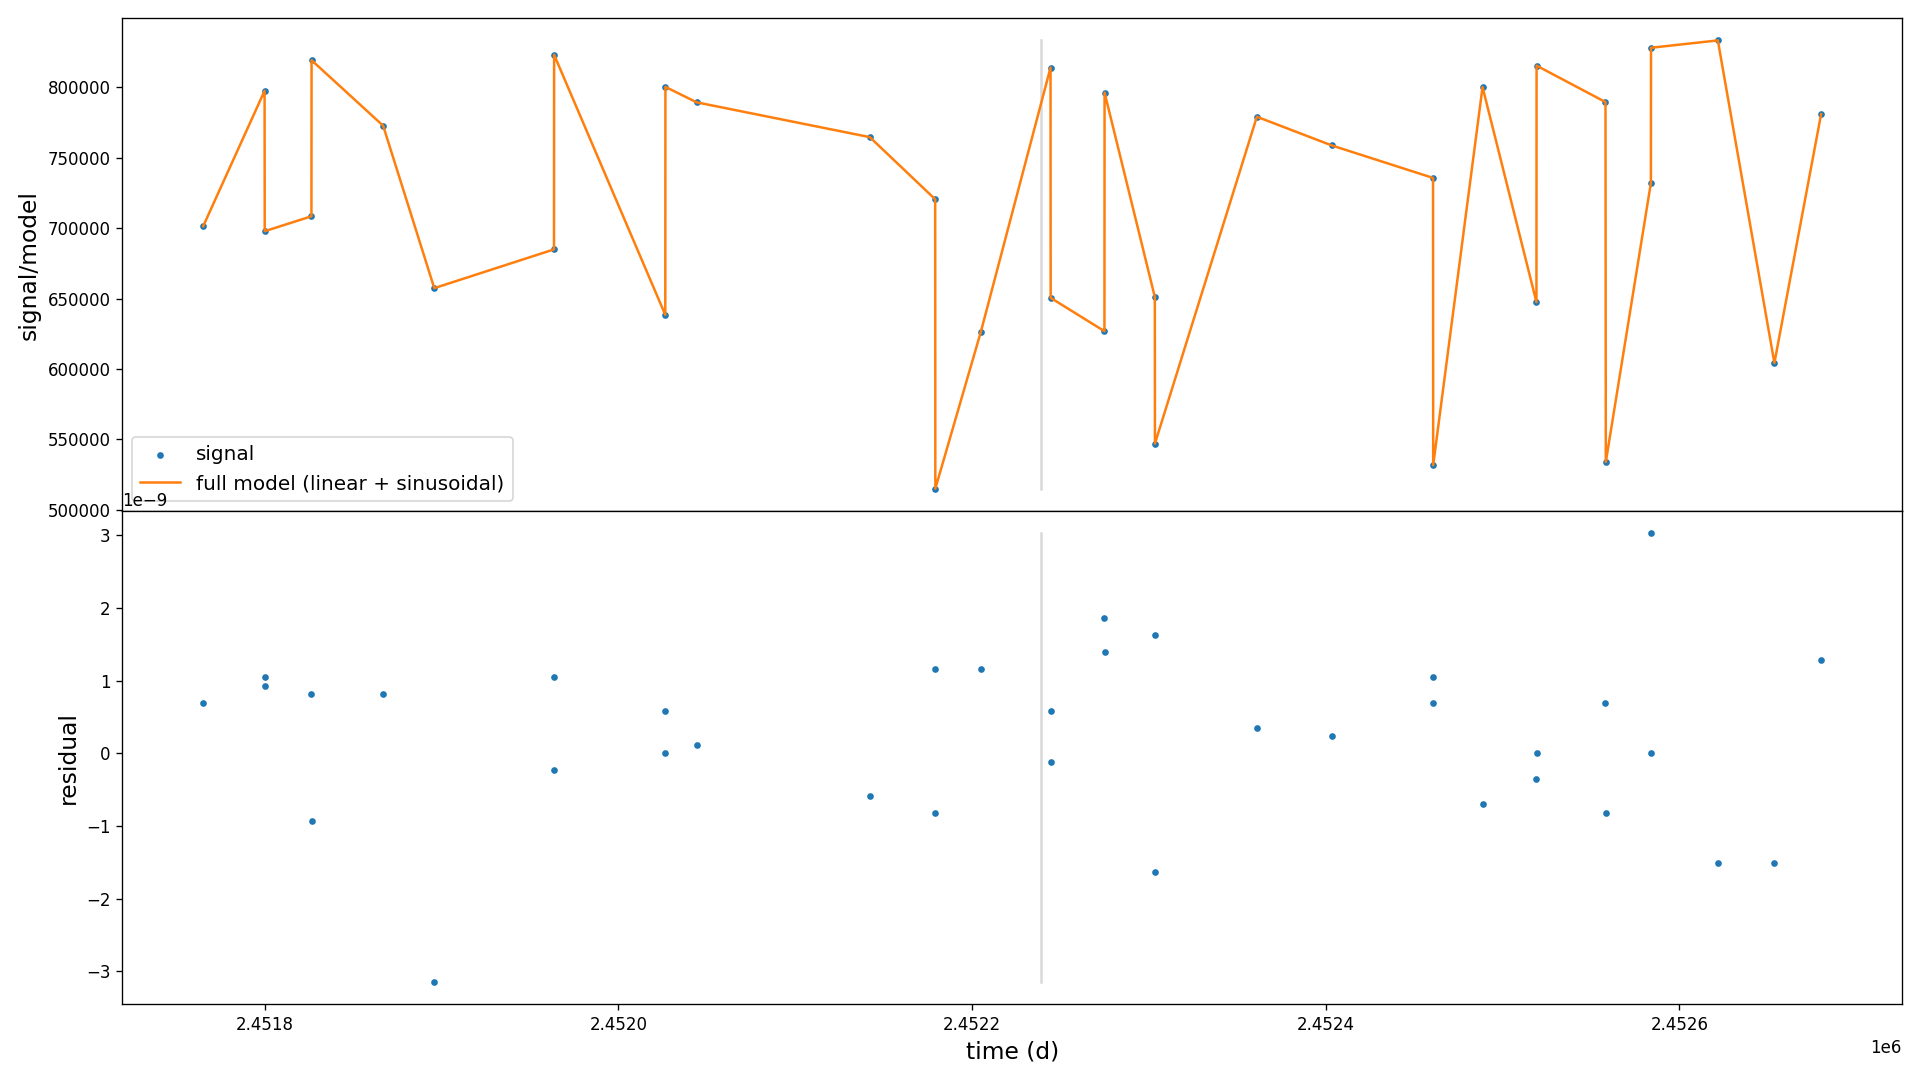 signal/model
800000
750000
700000
650000
600000
550000
500000
signal
full model (linear + sinusoidal)
1e−9
residual
3
2
1
0
−1
−2
−3
2.4518 2.4520 2.4522 2.4524 2.4526
time (d)
1e6